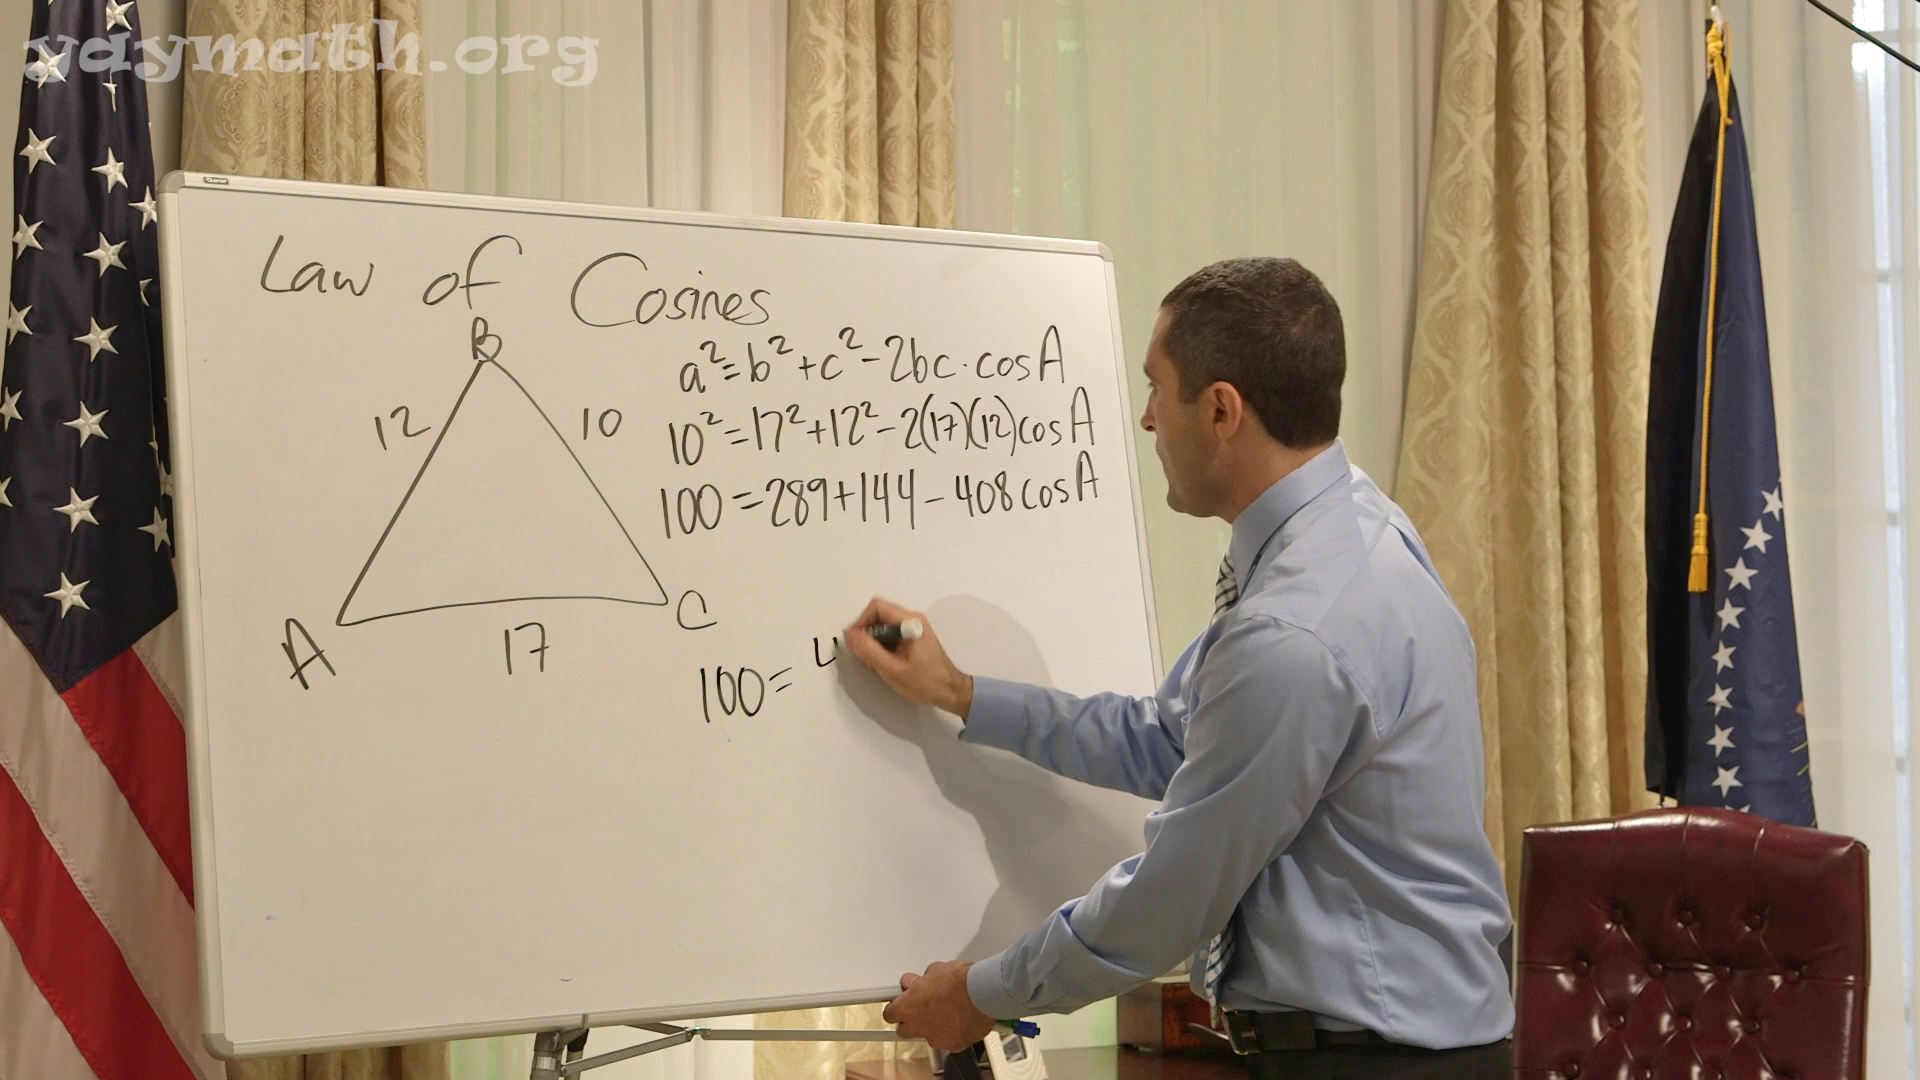 yaymath.org
Law of Cosines
B
12
10
A
17
C
a²=b²+c²-2bc·cosA
10²=17²+12²-2(17)(12)cosA
100=289+144-408cosA
100= 4